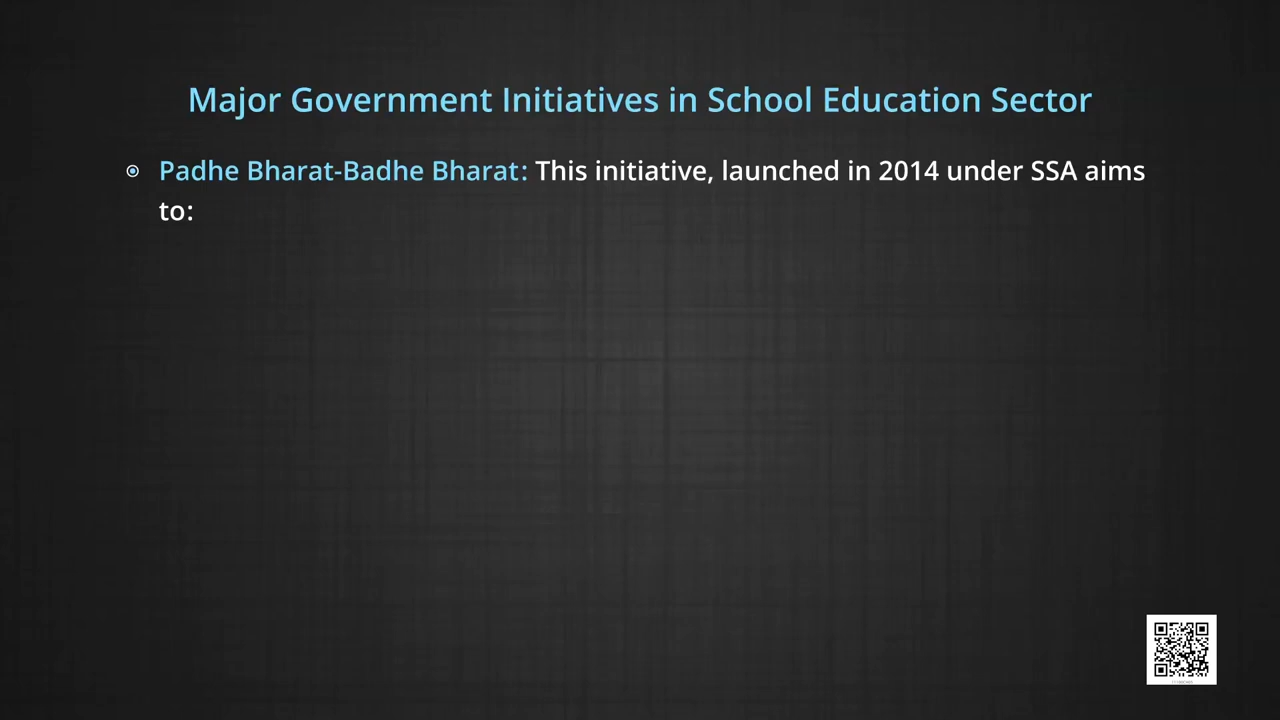 Major Government Initiatives in School Education Sector
Padhe Bharat-Badhe Bharat: This initiative, launched in 2014 under SSA aims
to: